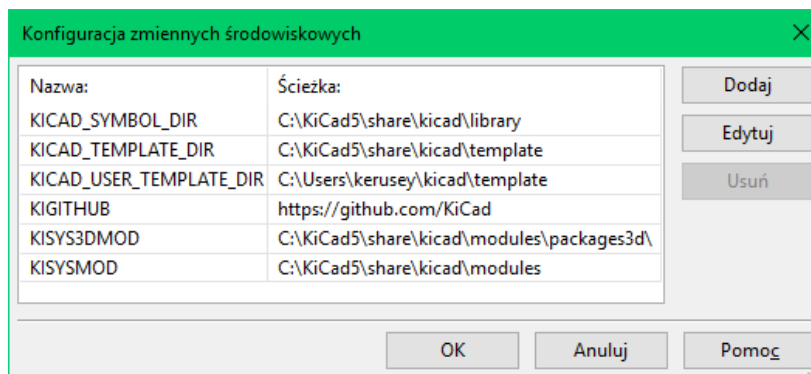 Konfiguracja zmiennych środowiskowych
Nazwa: Ścieżka:
KICAD_SYMBOL_DIR C:\KiCad5\share\kicad\library
KICAD_TEMPLATE_DIR C:\KiCad5\share\kicad\template
KICAD_USER_TEMPLATE_DIR C:\Users\kerusey\kicad\template
KIGITHUB https://github.com/KiCad
KISYS3DMOD C:\KiCad5\share\kicad\modules\packages3d\
KISYSMOD C:\KiCad5\share\kicad\modules
Dodaj
Edytuj
Usuń
OK Anuluj Pomoc